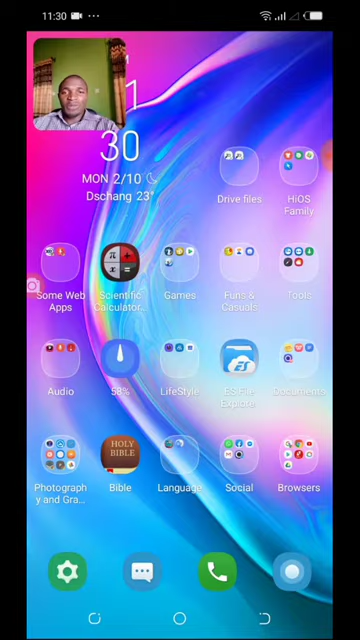 11:30
30
MON 2/10
Dschang 23°
Drive files
HiOS
Family
Some Web
Apps
Scientific
Calculator...
Games
Funs &
Casuals
Tools
Audio
58%
LifeStyle
ES File
Explore..
Documents
HOLY
BIBLE
Photograph
y and Gra...
Bible
Language
Social
Browsers